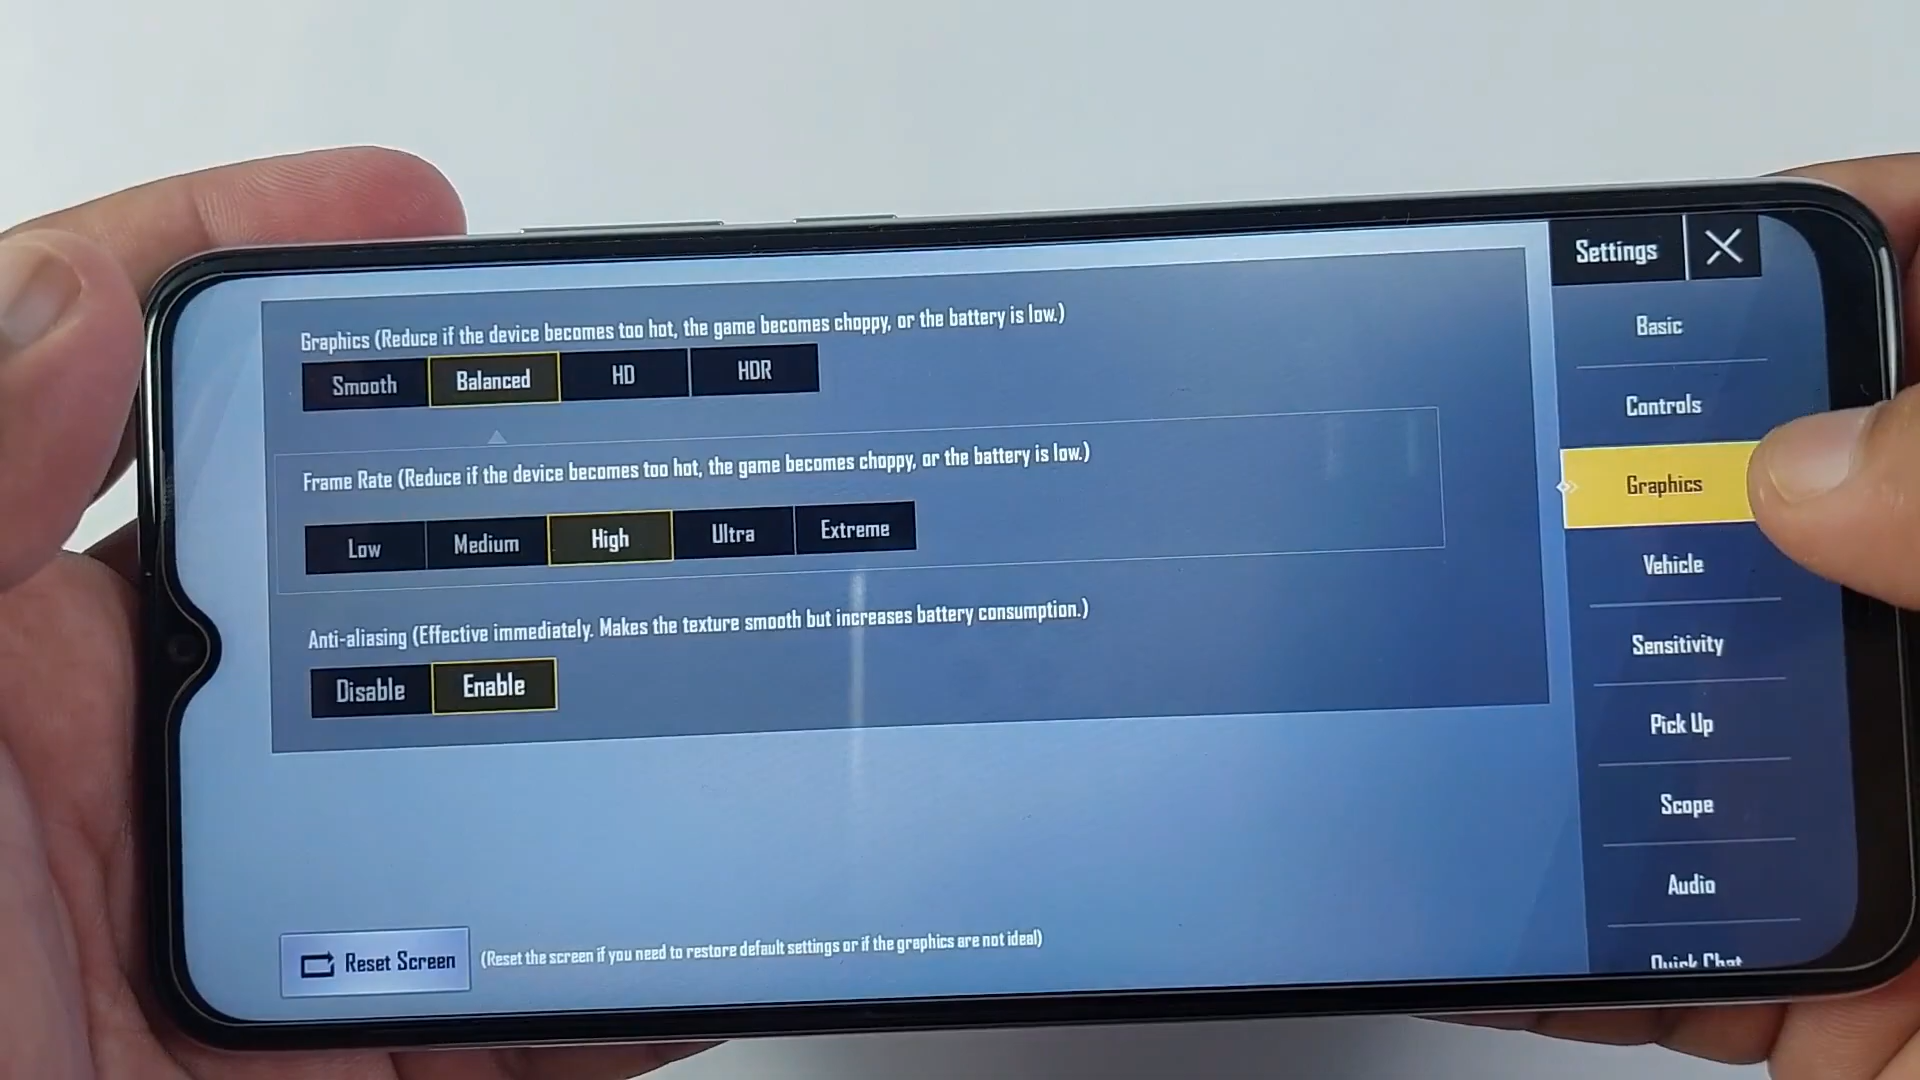 Settings
Graphics (Reduce if the device becomes too hot, the game becomes choppy, or the battery is low.)
Smooth
Balanced
HD
HDR
Frame Rate (Reduce if the device becomes too hot, the game becomes choppy, or the battery is low.)
Low
Medium
High
Ultra
Extreme
Anti-aliasing (Effective immediately. Makes the texture smooth but increases battery consumption.)
Disable
Enable
Reset Screen
(Reset the screen if you need to restore default settings or if the graphics are not ideal)
Basic
Controls
Graphics
Vehicle
Sensitivity
Pick Up
Scope
Audio
Quick Chat